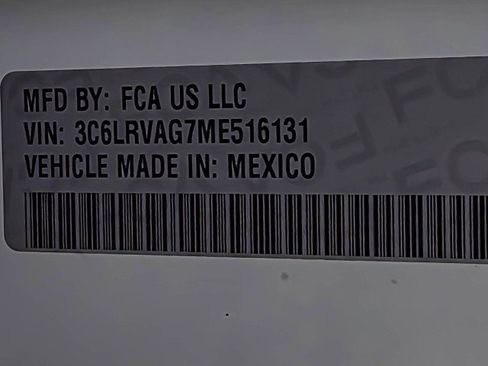 MFD BY: FCA US LLC
VIN: 3C6LRVAG7ME516131
VEHICLE MADE IN: MEXICO